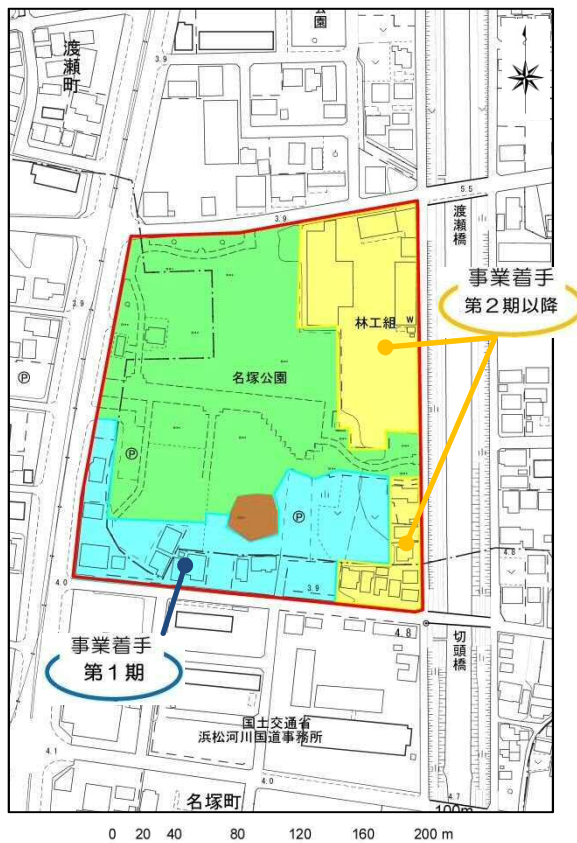 公園
渡瀬町
3.9
5.5
3.9
渡瀬橋
事業着手
第２期以降
3.9
林工組
W
名塚公園
P
P
P
4.8
4.0
3.9
4.8
切頭橋
事業着手
第１期
国土交通省
浜松河川国道事務所
4.1
4.0
4.7
名塚町
100m
0 20 40 80 120 160 200 m